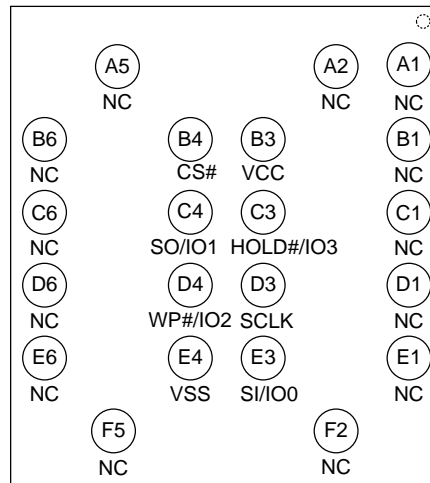 A5 A2 A1
NC NC NC
B6 B4 B3 B1
NC CS# VCC NC
C6 C4 C3 C1
NC SO/IO1 HOLD#/IO3 NC
D6 D4 D3 D1
NC WP#/IO2 SCLK NC
E6 E4 E3 E1
NC VSS SI/IO0 NC
F5 F2
NC NC